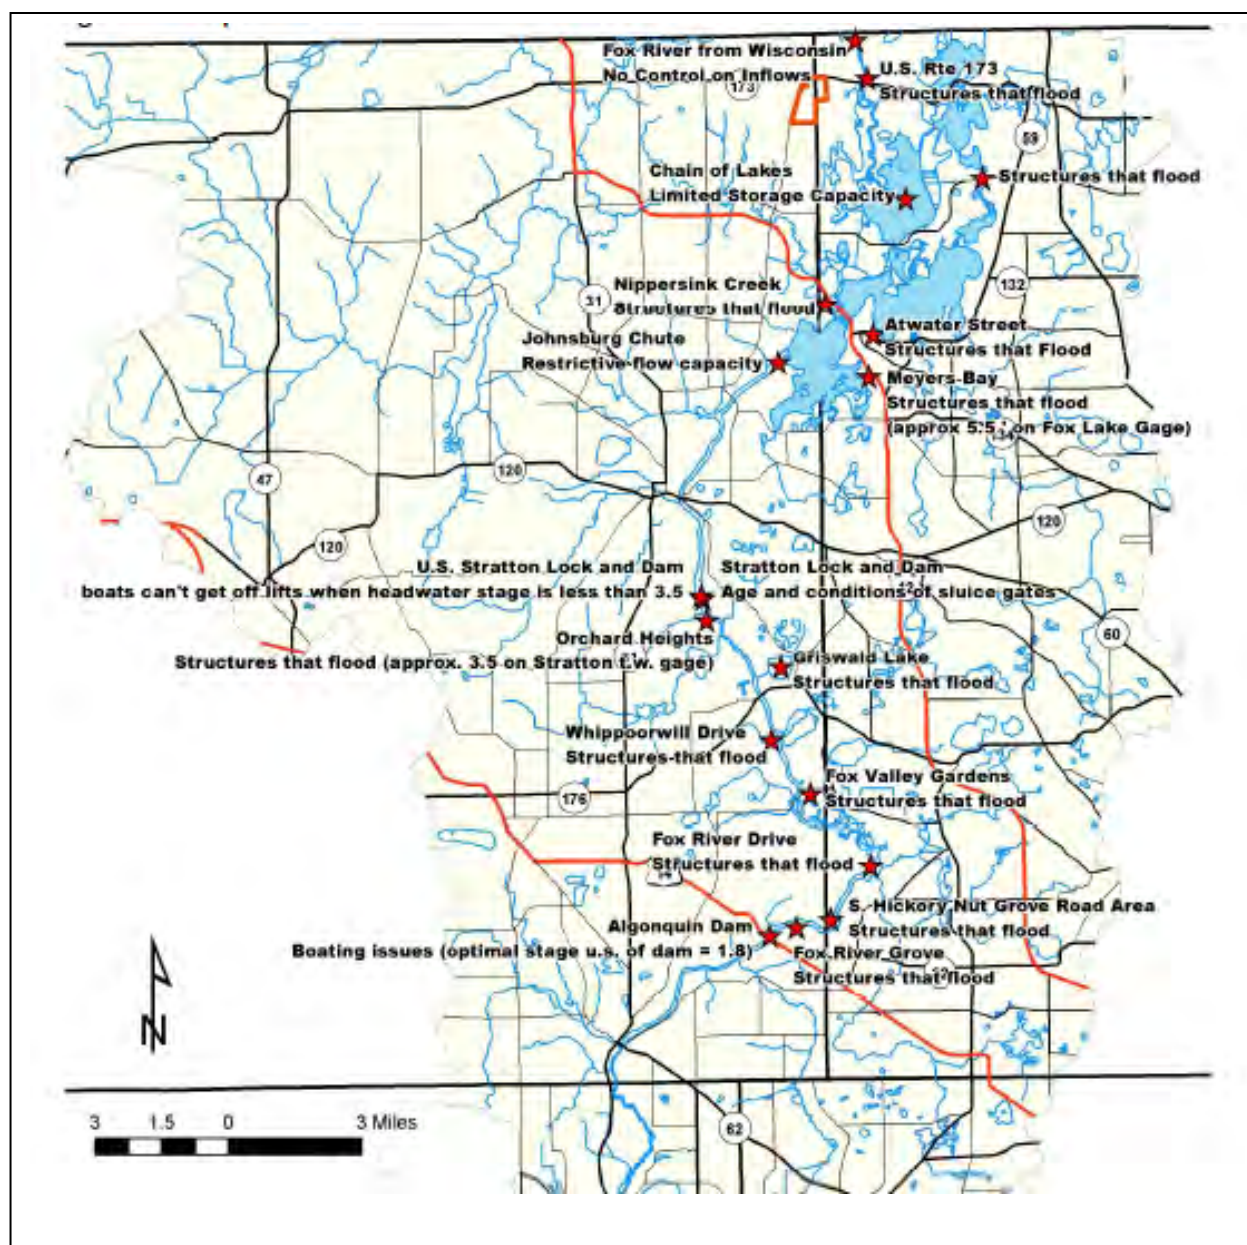 Fox River from Wisconsin
No Control on Inflows
173
U.S. Rte 173
Structures that flood
59
Chain of Lakes
Limited Storage Capacity
Structures that flood
Nippersink Creek
Structures that flood
31
132
Johnsburg Chute
Restrictive flow capacity
Atwater Street
Structures that Flood
Meyers Bay
Structures that flood
(approx 5.5' on Fox Lake Gage)
47
120
120
120
U.S. Stratton Lock and Dam
boats can't get off lifts when headwater stage is less than 3.5
Stratton Lock and Dam
Age and conditions of sluice gates
12
60
Orchard Heights
Structures that flood (approx. 3.5 on Stratton t.w. gage)
Griswald Lake
Structures that flood
Whippoorwill Drive
Structures that flood
176
Fox Valley Gardens
Structures that flood
Fox River Drive
Structures that flood
14
S. Hickory Nut Grove Road Area
Structures that flood
Algonquin Dam
Boating issues (optimal stage u.s. of dam = 1.8)
Fox River Grove
Structures that flood
N
3 1.5 0 3 Miles
62